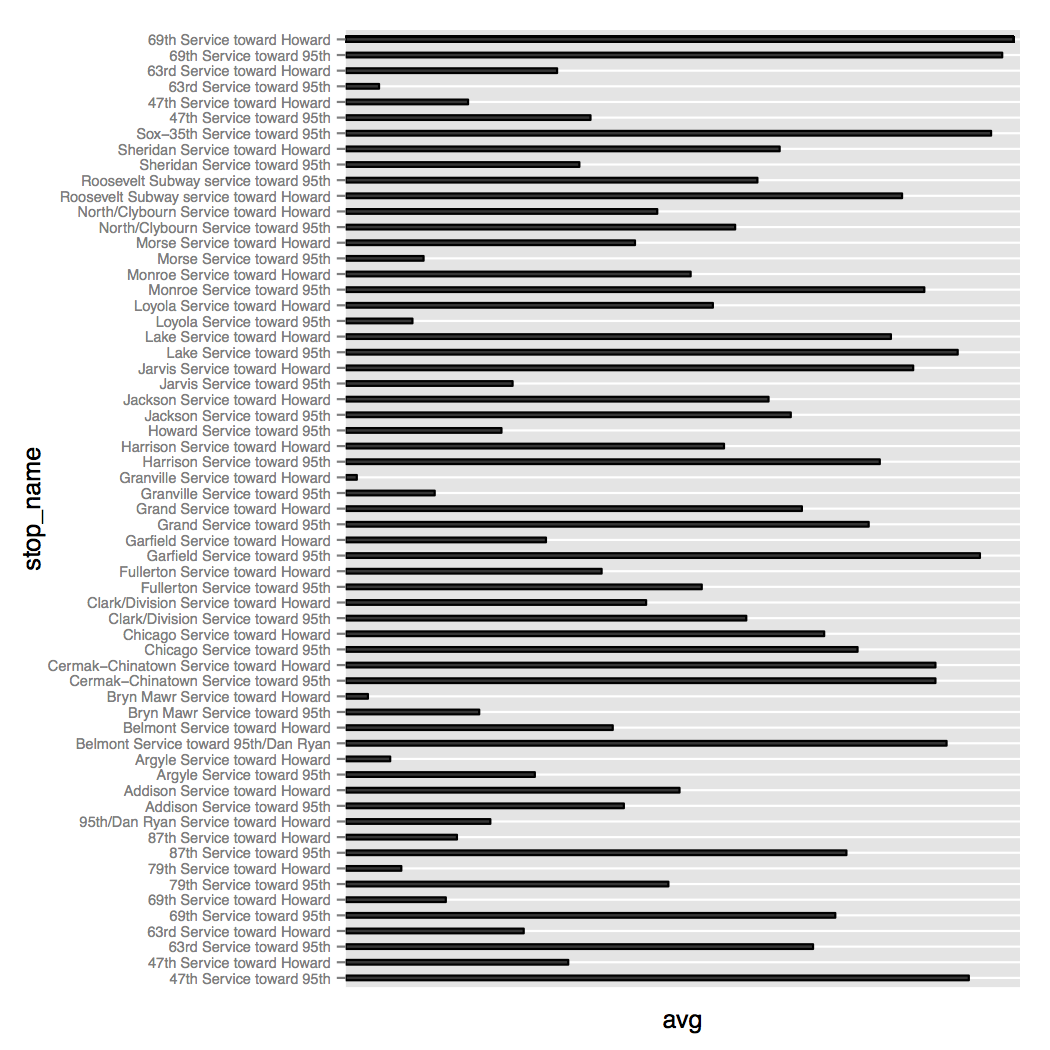 69th Service toward Howard
69th Service toward 95th
63rd Service toward Howard
63rd Service toward 95th
47th Service toward Howard
47th Service toward 95th
Sox−35th Service toward 95th
Sheridan Service toward Howard
Sheridan Service toward 95th
Roosevelt Subway service toward 95th
Roosevelt Subway service toward Howard
North/Clybourn Service toward Howard
North/Clybourn Service toward 95th
Morse Service toward Howard
Morse Service toward 95th
Monroe Service toward Howard
Monroe Service toward 95th
Loyola Service toward Howard
Loyola Service toward 95th
Lake Service toward Howard
Lake Service toward 95th
Jarvis Service toward Howard
Jarvis Service toward 95th
Jackson Service toward Howard
Jackson Service toward 95th
Howard Service toward 95th
Harrison Service toward Howard
Harrison Service toward 95th
Granville Service toward Howard
Granville Service toward 95th
Grand Service toward Howard
Grand Service toward 95th
Garfield Service toward Howard
Garfield Service toward 95th
Fullerton Service toward Howard
Fullerton Service toward 95th
Clark/Division Service toward Howard
Clark/Division Service toward 95th
Chicago Service toward Howard
Chicago Service toward 95th
Cermak−Chinatown Service toward Howard
Cermak−Chinatown Service toward 95th
Bryn Mawr Service toward Howard
Bryn Mawr Service toward 95th
Belmont Service toward Howard
Belmont Service toward 95th/Dan Ryan
Argyle Service toward Howard
Argyle Service toward 95th
Addison Service toward Howard
Addison Service toward 95th
95th/Dan Ryan Service toward Howard
87th Service toward Howard
87th Service toward 95th
79th Service toward Howard
79th Service toward 95th
69th Service toward Howard
69th Service toward 95th
63rd Service toward Howard
63rd Service toward 95th
47th Service toward Howard
47th Service toward 95th
stop_name
avg